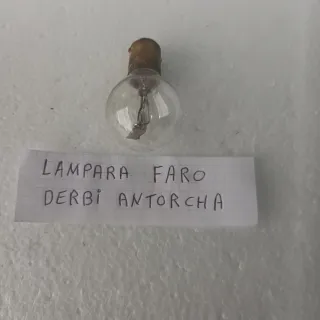 LAMPARA FARO
DERBi ANTORCHA